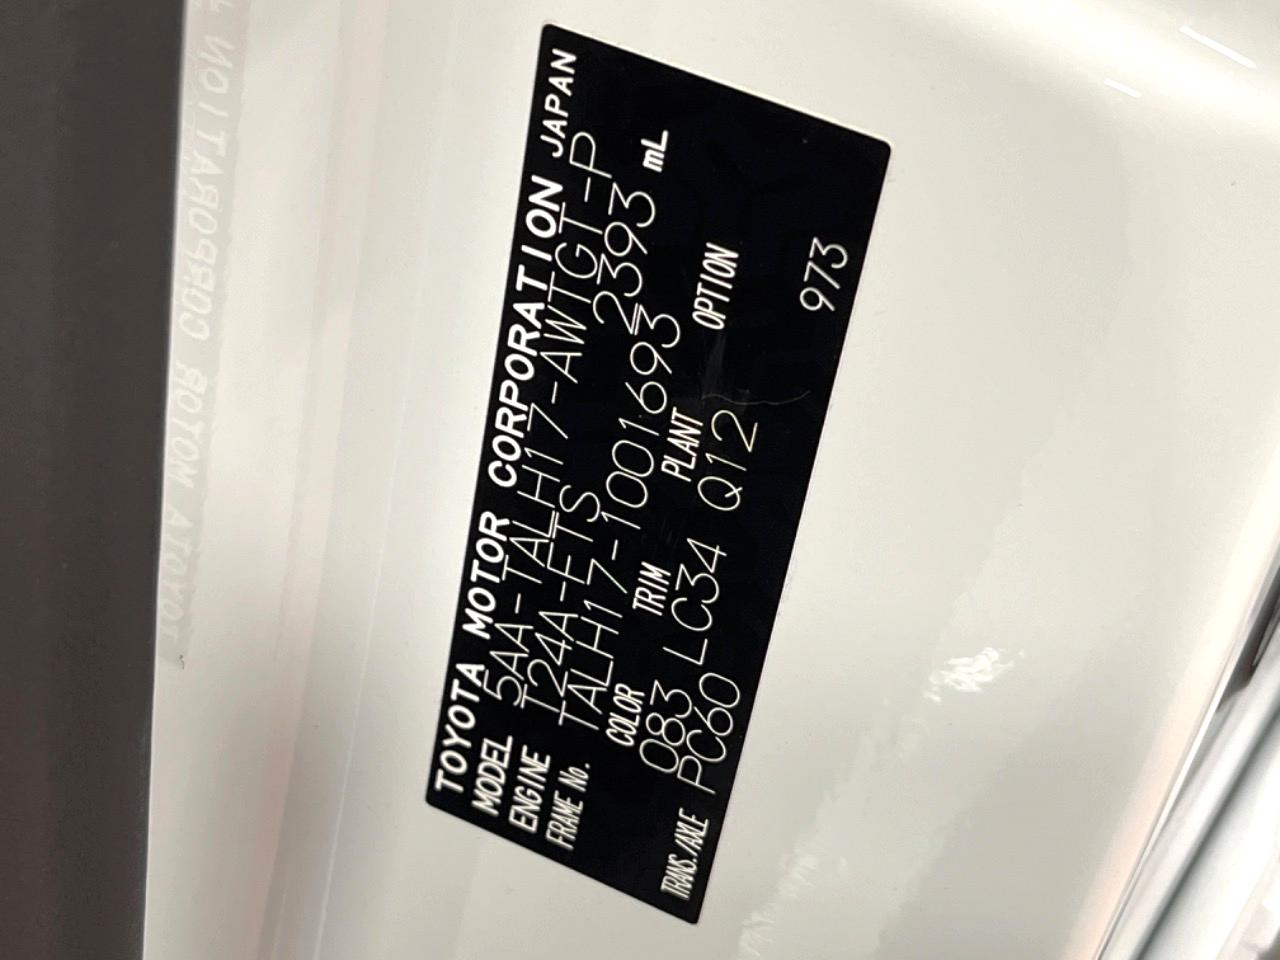 TOYOTA MOTOR CORPORATION JAPAN
MODEL 5AA-TALH17-AWTGT-P
ENGINE T24A-FTS 2393 mL
FRAME No. TALH17-1001693
COLOR TRIM PLANT OPTION
083 LC34 Q12
TRANS./AXLE PC60 973
TOYOTA MOTOR CORPORATION